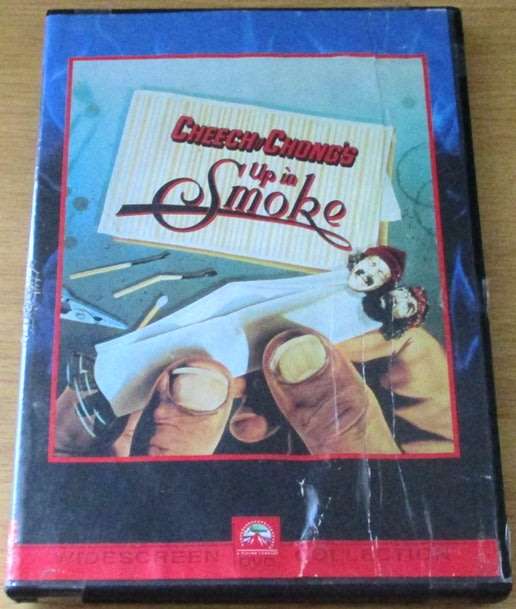 CHEECH & CHONG'S
Up in
Smoke
WIDESCREEN DVD COLLECTION